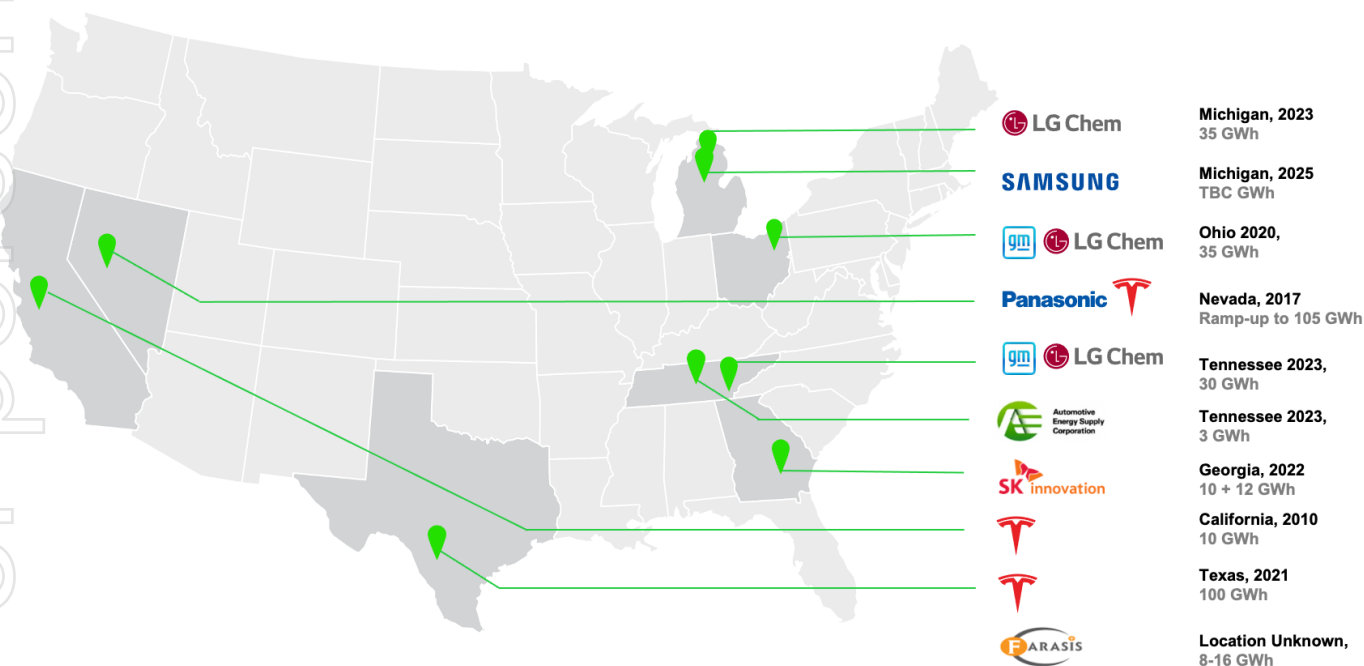 LG Chem
Michigan, 2023
35 GWh
SAMSUNG
Michigan, 2025
TBC GWh
gm LG Chem
Ohio 2020,
35 GWh
Panasonic
Nevada, 2017
Ramp-up to 105 GWh
gm LG Chem
Tennessee 2023,
30 GWh
Automotive
Energy Supply
Corporation
Tennessee 2023,
3 GWh
SK innovation
Georgia, 2022
10 + 12 GWh
California, 2010
10 GWh
Texas, 2021
100 GWh
FARASIS
Location Unknown,
8-16 GWh